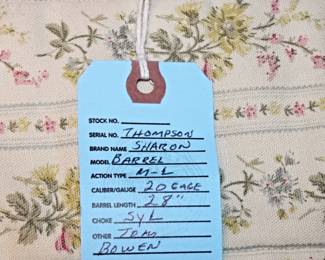 STOCK NO.
SERIAL NO. THOMPSON
BRAND NAME SHARON
MODEL BARREL
ACTION TYPE M-L
CALIBER/GAUGE 20 GAGE
BARREL LENGTH 28"
CHOKE SYL
OTHER TOM
BOWEN